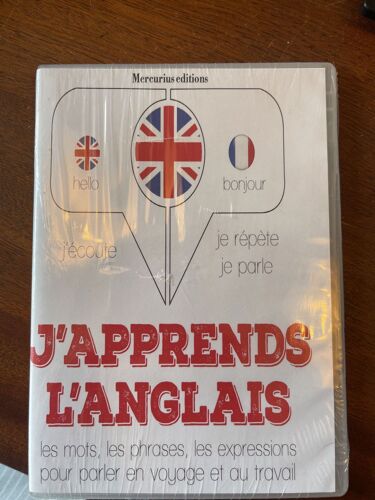 Mercurius editions
hello
bonjour
j'écoute
je répète
je parle
J'APPRENDS
L'ANGLAIS
les mots, les phrases, les expressions
pour parler en voyage et au travail